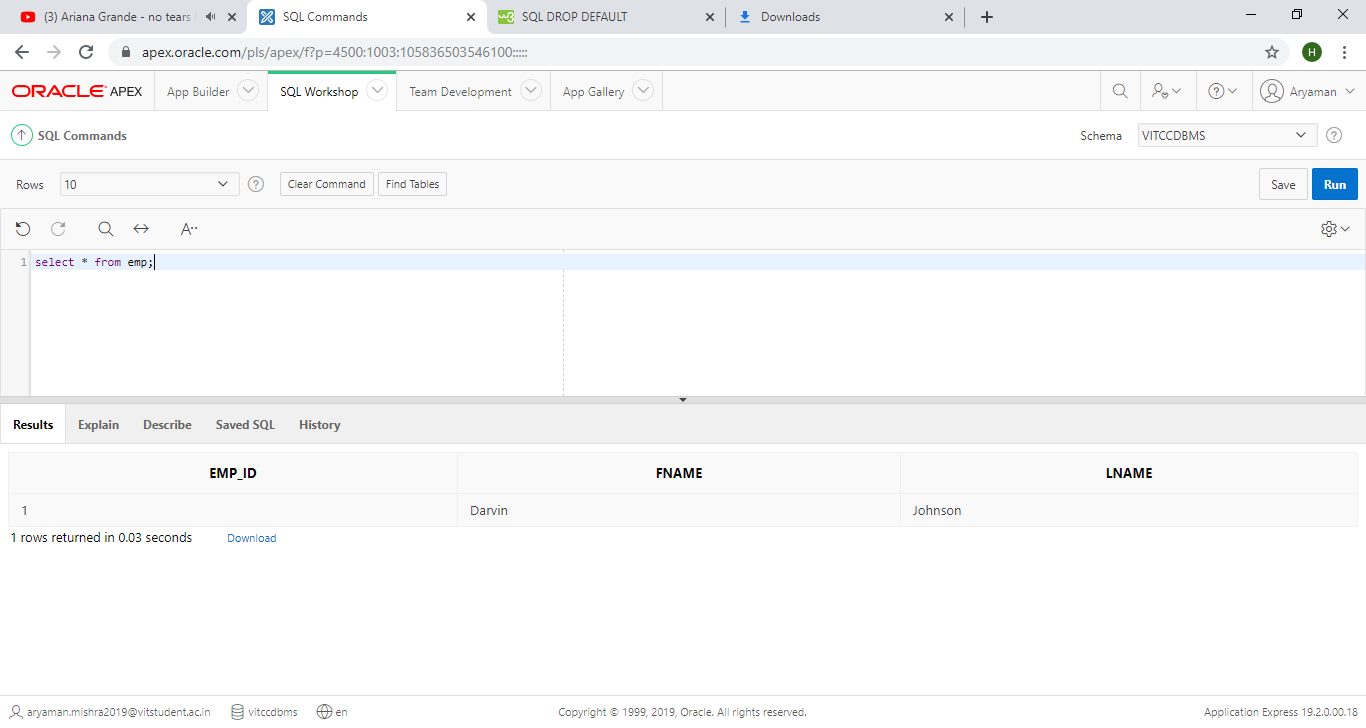 (3) Ariana Grande - no tears
SQL Commands
SQL DROP DEFAULT
Downloads
apex.oracle.com/pls/apex/f?p=4500:1003:105836503546100:::::
H
ORACLE APEX
App Builder
SQL Workshop
Team Development
App Gallery
Aryaman
SQL Commands
Schema
VITCCDBMS
Rows
10
Clear Command
Find Tables
Save
Run
A··
1 select * from emp;
Results
Explain
Describe
Saved SQL
History
EMP_ID FNAME LNAME
1 Darvin Johnson
1 rows returned in 0.03 seconds
Download
aryaman.mishra2019@vitstudent.ac.in
vitccdbms
en
Copyright © 1999, 2019, Oracle. All rights reserved.
Application Express 19.2.0.00.18